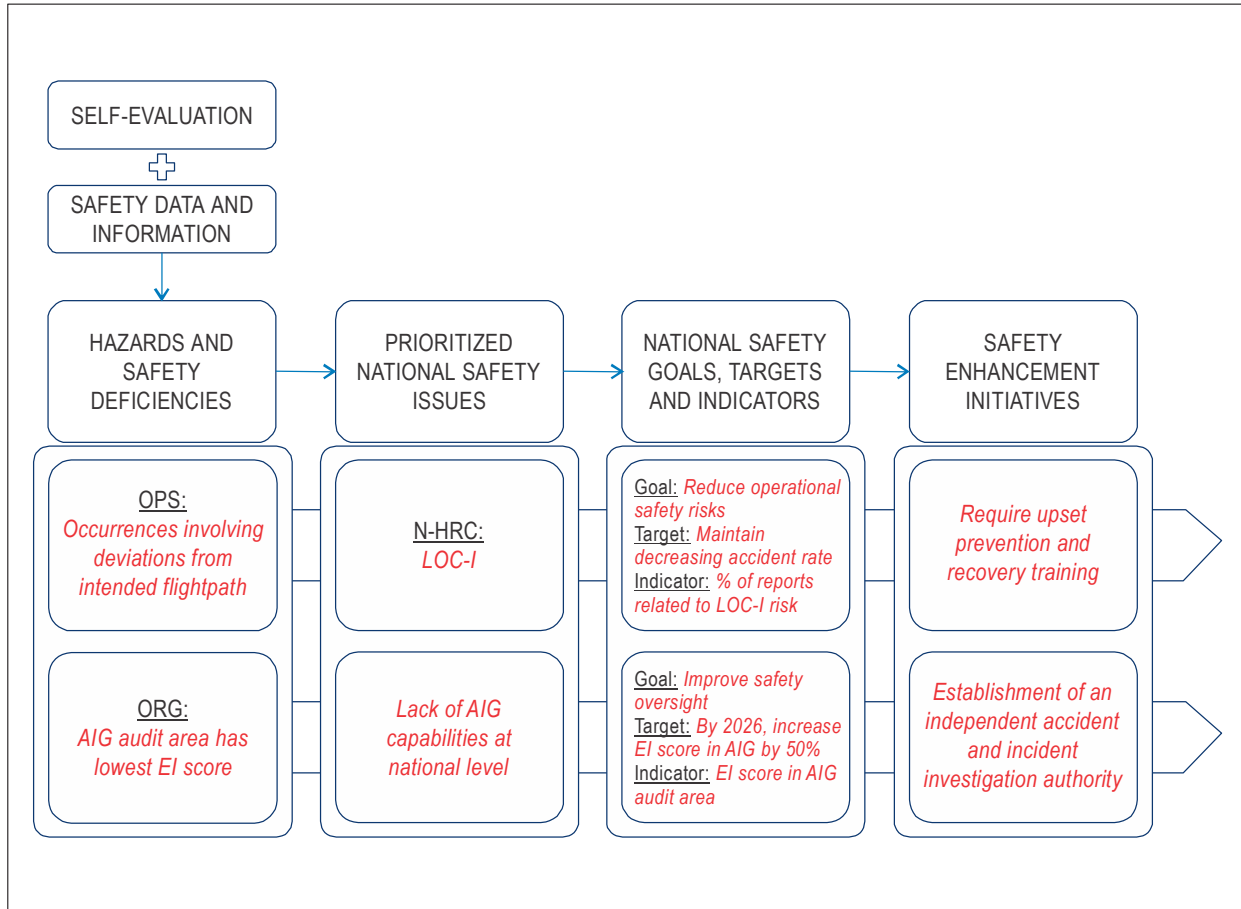 SELF-EVALUATION
SAFETY DATA AND
INFORMATION
HAZARDS AND
SAFETY
DEFICIENCIES
PRIORITIZED
NATIONAL SAFETY
ISSUES
NATIONAL SAFETY
GOALS, TARGETS
AND INDICATORS
SAFETY
ENHANCEMENT
INITIATIVES
OPS:
Occurrences involving
deviations from
intended flightpath
N-HRC:
LOC-I
Goal: Reduce operational
safety risks
Target: Maintain
decreasing accident rate
Indicator: % of reports
related to LOC-I risk
Require upset
prevention and
recovery training
ORG:
AIG audit area has
lowest EI score
Lack of AIG
capabilities at
national level
Goal: Improve safety
oversight
Target: By 2026, increase
EI score in AIG by 50%
Indicator: EI score in AIG
audit area
Establishment of an
independent accident
and incident
investigation authority